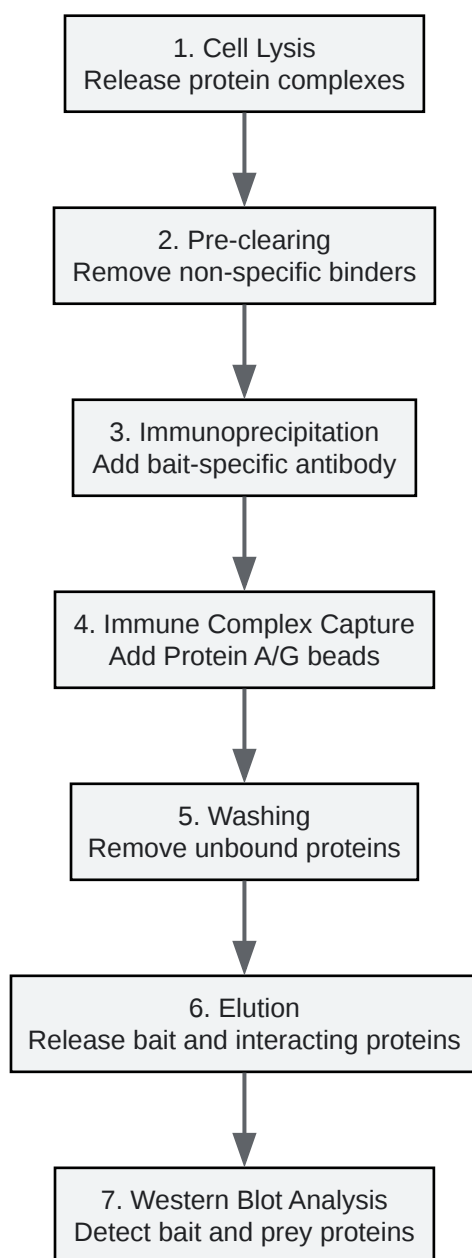 1. Cell Lysis
Release protein complexes
2. Pre-clearing
Remove non-specific binders
3. Immunoprecipitation
Add bait-specific antibody
4. Immune Complex Capture
Add Protein A/G beads
5. Washing
Remove unbound proteins
6. Elution
Release bait and interacting proteins
7. Western Blot Analysis
Detect bait and prey proteins